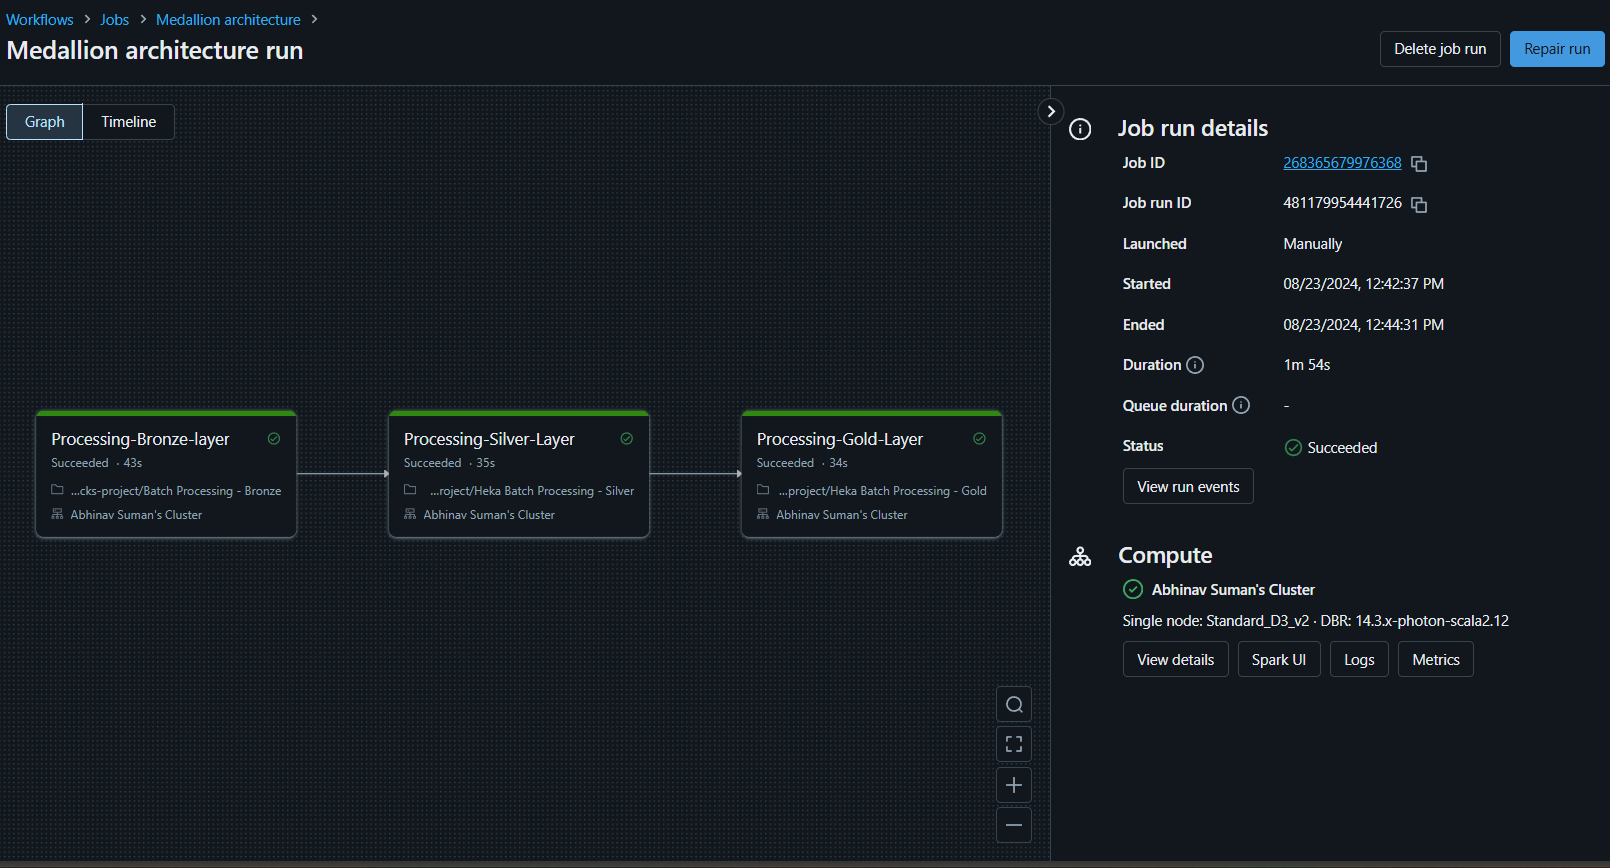 Workflows > Jobs > Medallion architecture >
Medallion architecture run
Delete job run
Repair run
Graph
Timeline
Processing-Bronze-layer
Succeeded · 43s
...cks-project/Batch Processing - Bronze
Abhinav Suman's Cluster
Processing-Silver-Layer
Succeeded · 35s
...roject/Heka Batch Processing - Silver
Abhinav Suman's Cluster
Processing-Gold-Layer
Succeeded · 34s
...project/Heka Batch Processing - Gold
Abhinav Suman's Cluster
Job run details
Job ID 268365679976368
Job run ID 481179954441726
Launched Manually
Started 08/23/2024, 12:42:37 PM
Ended 08/23/2024, 12:44:31 PM
Duration 1m 54s
Queue duration -
Status Succeeded
View run events
Compute
Abhinav Suman's Cluster
Single node: Standard_D3_v2 · DBR: 14.3.x-photon-scala2.12
View details
Spark UI
Logs
Metrics